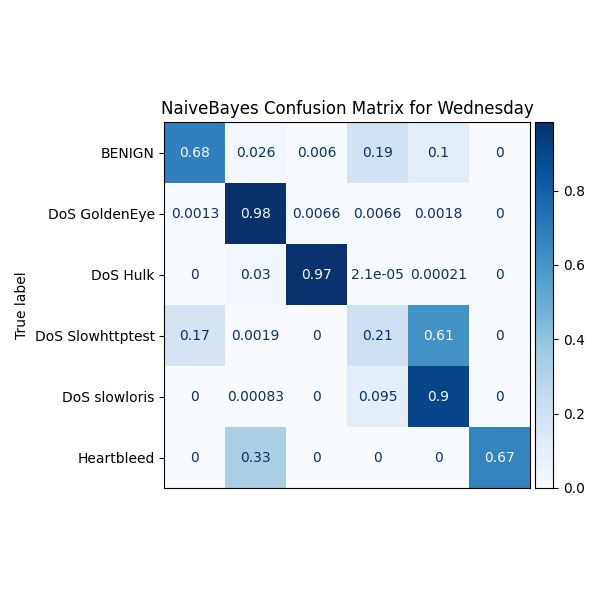 NaiveBayes Confusion Matrix for Wednesday
True label
BENIGN 0.68 0.026 0.006 0.19 0.1 0
DoS GoldenEye 0.0013 0.98 0.0066 0.0066 0.0018 0
DoS Hulk 0 0.03 0.97 2.1e-05 0.00021 0
DoS Slowhttptest 0.17 0.0019 0 0.21 0.61 0
DoS slowloris 0 0.00083 0 0.095 0.9 0
Heartbleed 0 0.33 0 0 0 0.67
0.8
0.6
0.4
0.2
0.0